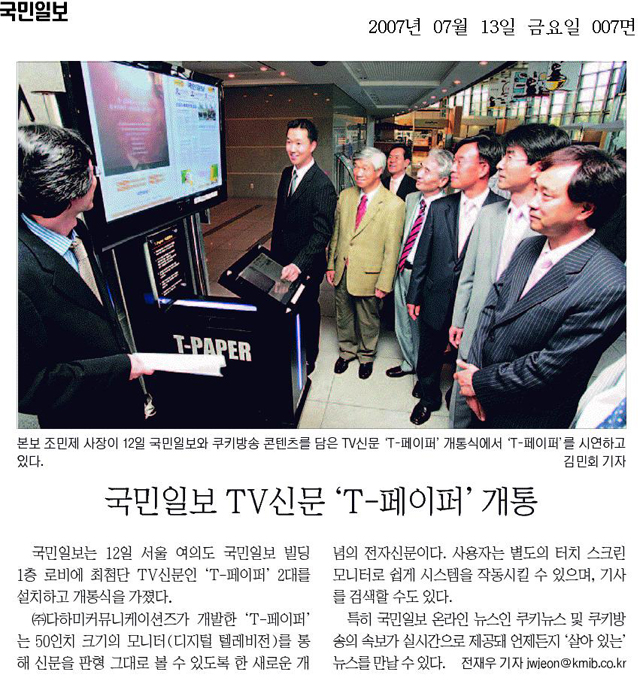 국민일보
2007년 07월 13일 금요일 007면
T-PAPER
본보 조민제 사장이 12일 국민일보와 쿠키방송 콘텐츠를 담은 TV신문 ‘T-페이퍼’ 개통식에서 ‘T-페이퍼’를 시연하고
있다.
김민회 기자
국민일보 TV신문 ‘T-페이퍼’ 개통
국민일보는 12일 서울 여의도 국민일보 빌딩
1층 로비에 최첨단 TV신문인 ‘T-페이퍼’ 2대를
설치하고 개통식을 가졌다.
㈜다하미커뮤니케이션즈가 개발한 ‘T-페이퍼’
는 50인치 크기의 모니터(디지털 텔레비전)를 통
해 신문을 판형 그대로 볼 수 있도록 한 새로운 개
념의 전자신문이다. 사용자는 별도의 터치 스크린
모니터로 쉽게 시스템을 작동시킬 수 있으며, 기사
를 검색할 수도 있다.
특히 국민일보 온라인 뉴스인 쿠키뉴스 및 쿠키방
송의 속보가 실시간으로 제공돼 언제든지 ‘살아 있는’
뉴스를 만날 수 있다. 전재우 기자 jwjeon@kmib.co.kr